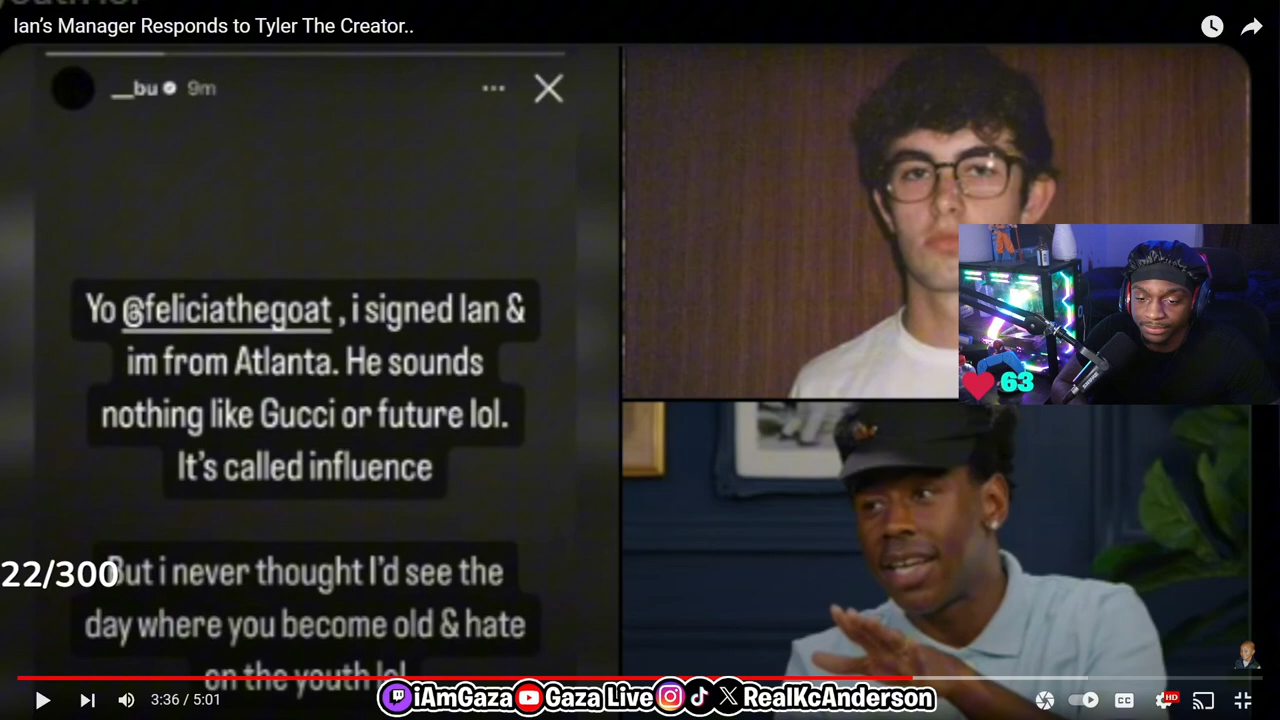 Ian’s Manager Responds to Tyler The Creator..
__bu 9m
Yo @feliciathegoat , i signed Ian &
im from Atlanta. He sounds
nothing like Gucci or future lol.
It's called influence
But i never thought I'd see the
day where you become old & hate
on the youth lol
22/300
63
3:36 / 5:01
iAmGaza Gaza Live RealKcAnderson
CC
HD